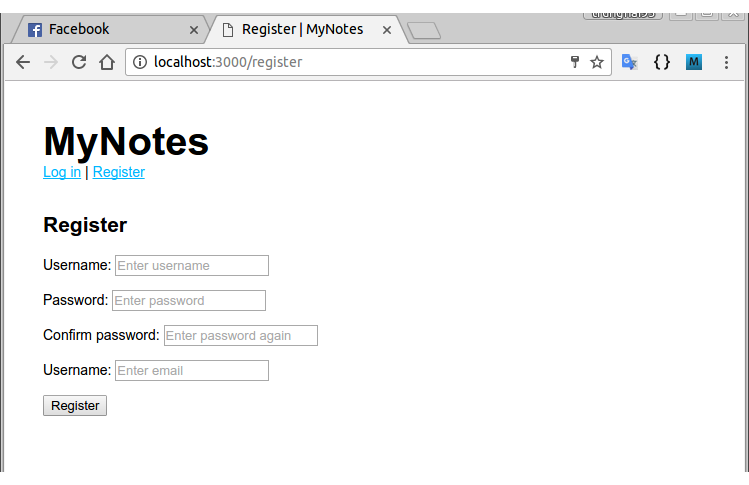 Facebook
Register | MyNotes
localhost:3000/register
MyNotes
Log in | Register
Register
Username: Enter username
Password: Enter password
Confirm password: Enter password again
Username: Enter email
Register